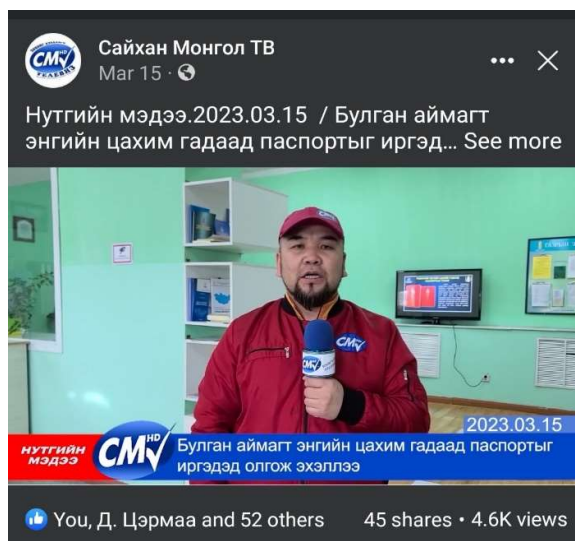 Сайхан Монгол ТВ
Mar 15
Нутгийн мэдээ.2023.03.15 / Булган аймагт
энгийн цахим гадаад паспортыг иргэд... See more
2023.03.15
НУТГИЙН
МЭДЭЭ
СМV HD
Булган аймагт энгийн цахим гадаад паспортыг
иргэдэд олгож эхэллээ
You, Д. Цэрмаа and 52 others
45 shares • 4.6K views